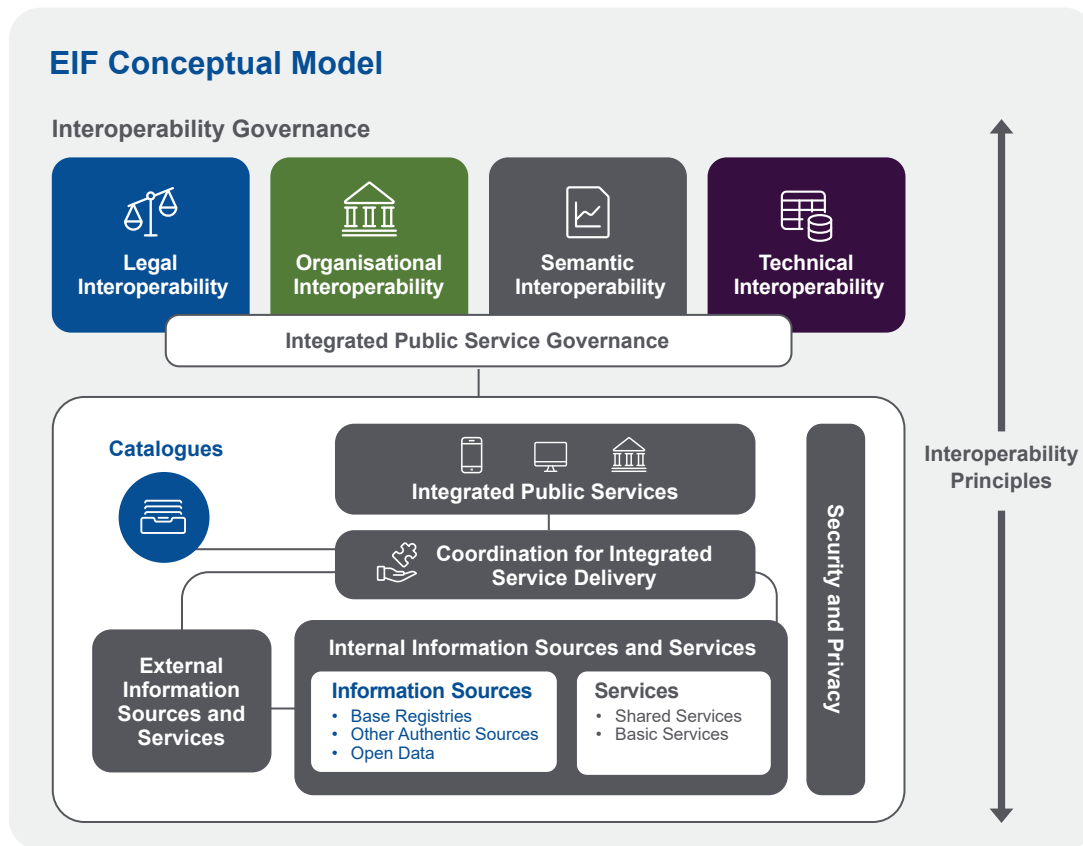 EIF Conceptual Model
Interoperability Governance
Legal
Interoperability
Organisational
Interoperability
Semantic
Interoperability
Technical
Interoperability
Integrated Public Service Governance
Interoperability
Principles
Catalogues
Integrated Public Services
Coordination for Integrated
Service Delivery
Security and Privacy
External
Information
Sources and
Services
Internal Information Sources and Services
Information Sources
• Base Registries
• Other Authentic Sources
• Open Data
Services
• Shared Services
• Basic Services